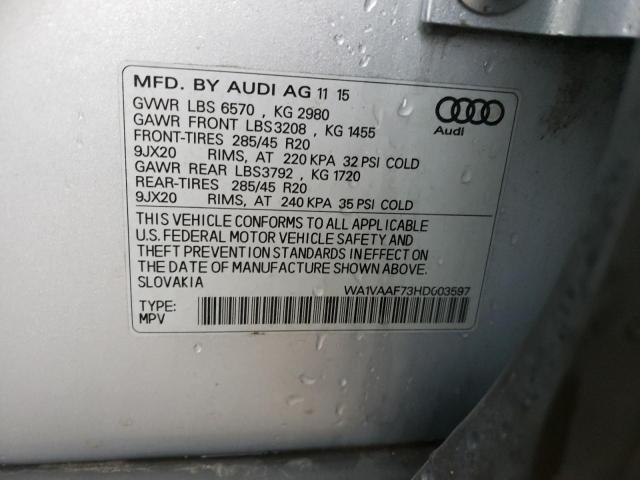 MFD. BY AUDI AG 11 15
GVWR LBS 6570 , KG 2980
GAWR FRONT LBS3208 , KG 1455
FRONT-TIRES 285/45 R20
9JX20 RIMS, AT 220 KPA 32 PSI COLD
GAWR REAR LBS3792 , KG 1720
REAR-TIRES 285/45 R20
9JX20 RIMS, AT 240 KPA 35 PSI COLD
Audi
THIS VEHICLE CONFORMS TO ALL APPLICABLE
U.S. FEDERAL MOTOR VEHICLE SAFETY AND
THEFT PREVENTION STANDARDS IN EFFECT ON
THE DATE OF MANUFACTURE SHOWN ABOVE.
SLOVAKIA WA1VAAF73HD003597
TYPE:
MPV